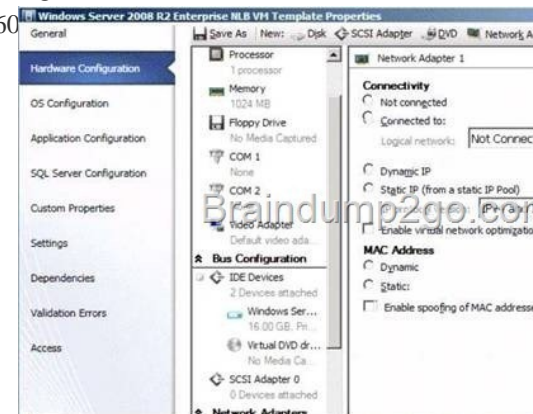 60
Windows Server 2008 R2 Enterprise NLB VM Template Properties
General
Save As New: Disk SCSI Adapter DVD Network A
Hardware Configuration
OS Configuration
Application Configuration
SQL Server Configuration
Custom Properties
Settings
Dependencies
Validation Errors
Access
Processor
1 processor
Memory
1024 MB
Floppy Drive
No Media Captured
COM 1
None
COM 2
Video Adapter
Default video ada...
Bus Configuration
IDE Devices
2 Devices attached
Windows Ser...
16.00 GB, Pri...
Virtual DVD dr...
No Media Ca...
SCSI Adapter 0
0 Devices attached
Network Adapters
Network Adapter 1
Connectivity
Not connected
Connected to:
Logical network: Not Connec
Dynamic IP
Static IP (from a static IP Pool)
Enable virtual network optimizatio
MAC Address
Dynamic
Static:
Enable spoofing of MAC addresse
Braindump2go.com